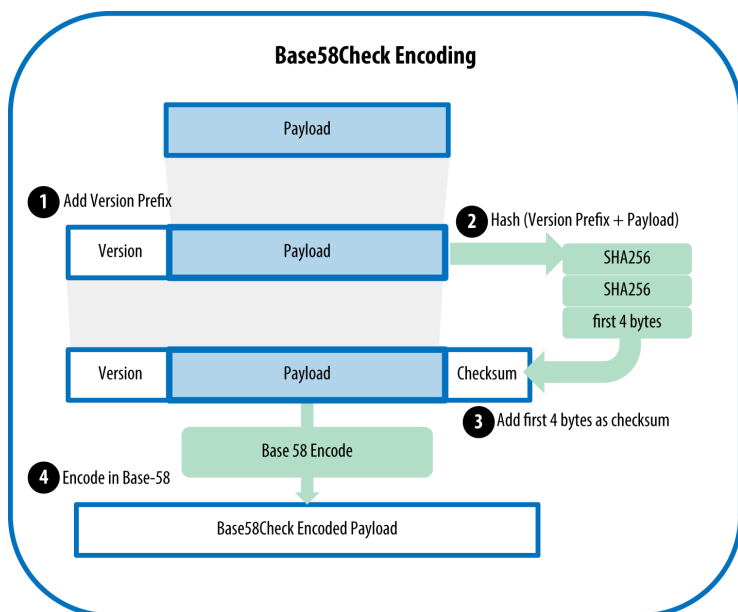 Base58Check Encoding
Payload
1 Add Version Prefix
Version
Payload
2 Hash (Version Prefix + Payload)
SHA256
SHA256
first 4 bytes
Version
Payload
Checksum
3 Add first 4 bytes as checksum
Base 58 Encode
4 Encode in Base-58
Base58Check Encoded Payload